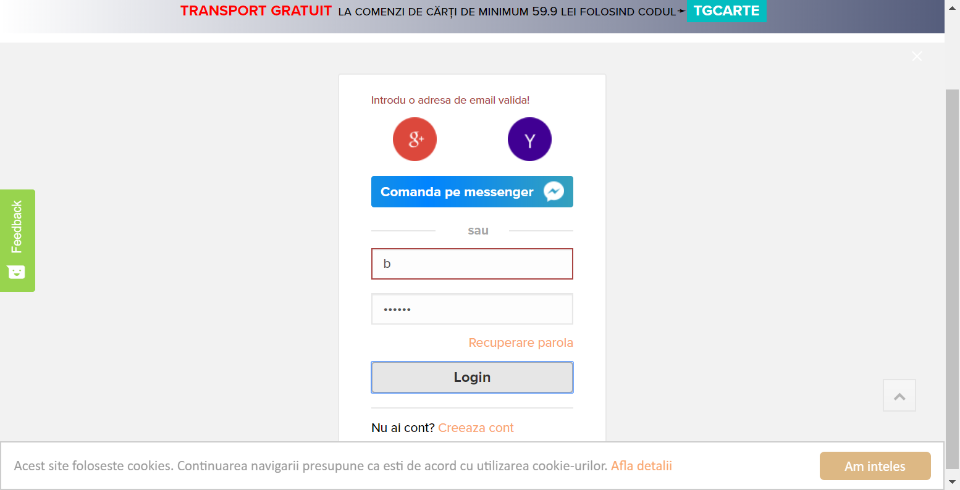 TRANSPORT GRATUIT LA COMENZI DE CĂRȚI DE MINIMUM 59.9 LEI FOLOSIND CODUL TGCARTE
Introdu o adresa de email valida!
g+ Y
Comanda pe messenger
sau
b
••••••
Recuperare parola
Login
Nu ai cont? Creeaza cont
Feedback
Acest site foloseste cookies. Continuarea navigarii presupune ca esti de acord cu utilizarea cookie-urilor. Afla detalii
Am inteles